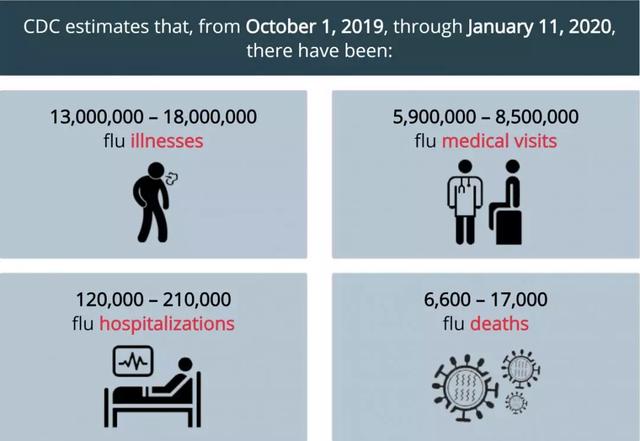 CDC estimates that, from October 1, 2019, through January 11, 2020,
there have been:
13,000,000 – 18,000,000
flu illnesses
5,900,000 – 8,500,000
flu medical visits
120,000 – 210,000
flu hospitalizations
6,600 – 17,000
flu deaths